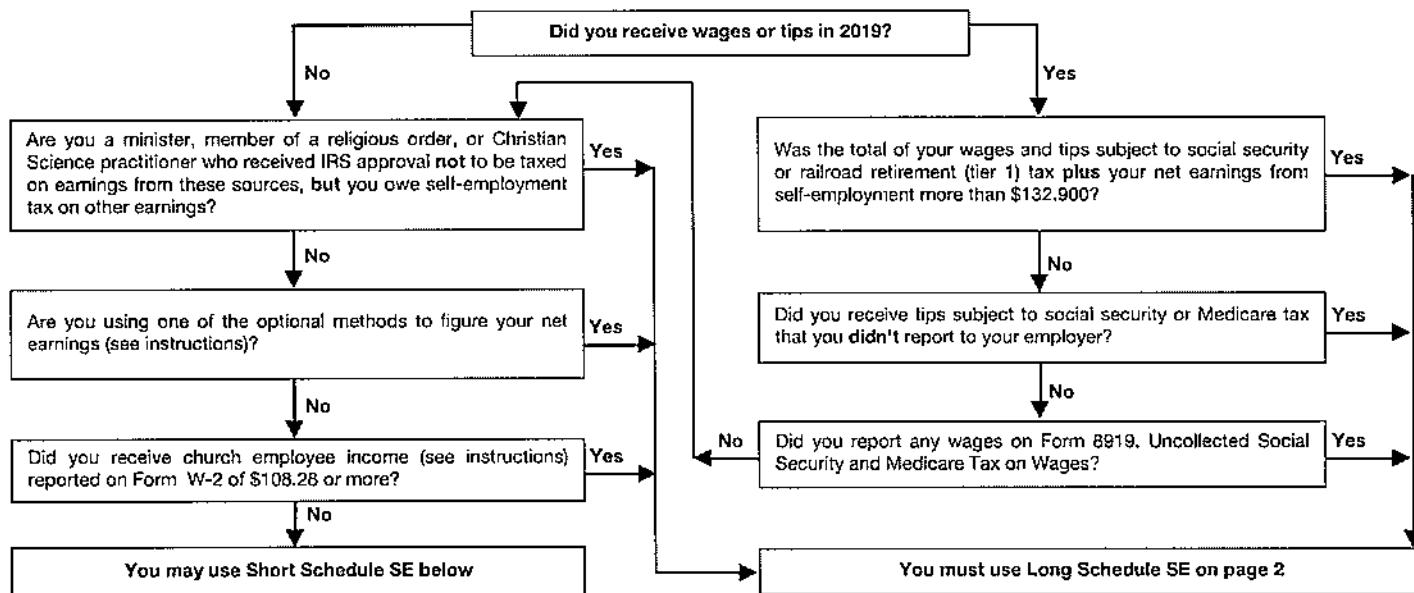 Did you receive wages or tips in 2019?
No
Yes
Are you a minister, member of a religious order, or Christian
Science practitioner who received IRS approval not to be taxed
on earnings from these sources, but you owe self-employment
tax on other earnings?
Yes
Was the total of your wages and tips subject to social security
or railroad retirement (tier 1) tax plus your net earnings from
self-employment more than $132,900?
Yes
No
No
Are you using one of the optional methods to figure your net
earnings (see instructions)?
Yes
Did you receive tips subject to social security or Medicare tax
that you didn't report to your employer?
Yes
No
No
Did you receive church employee income (see instructions)
reported on Form W-2 of $108.28 or more?
Yes
No
Did you report any wages on Form 8919, Uncollected Social
Security and Medicare Tax on Wages?
Yes
No
You may use Short Schedule SE below
You must use Long Schedule SE on page 2